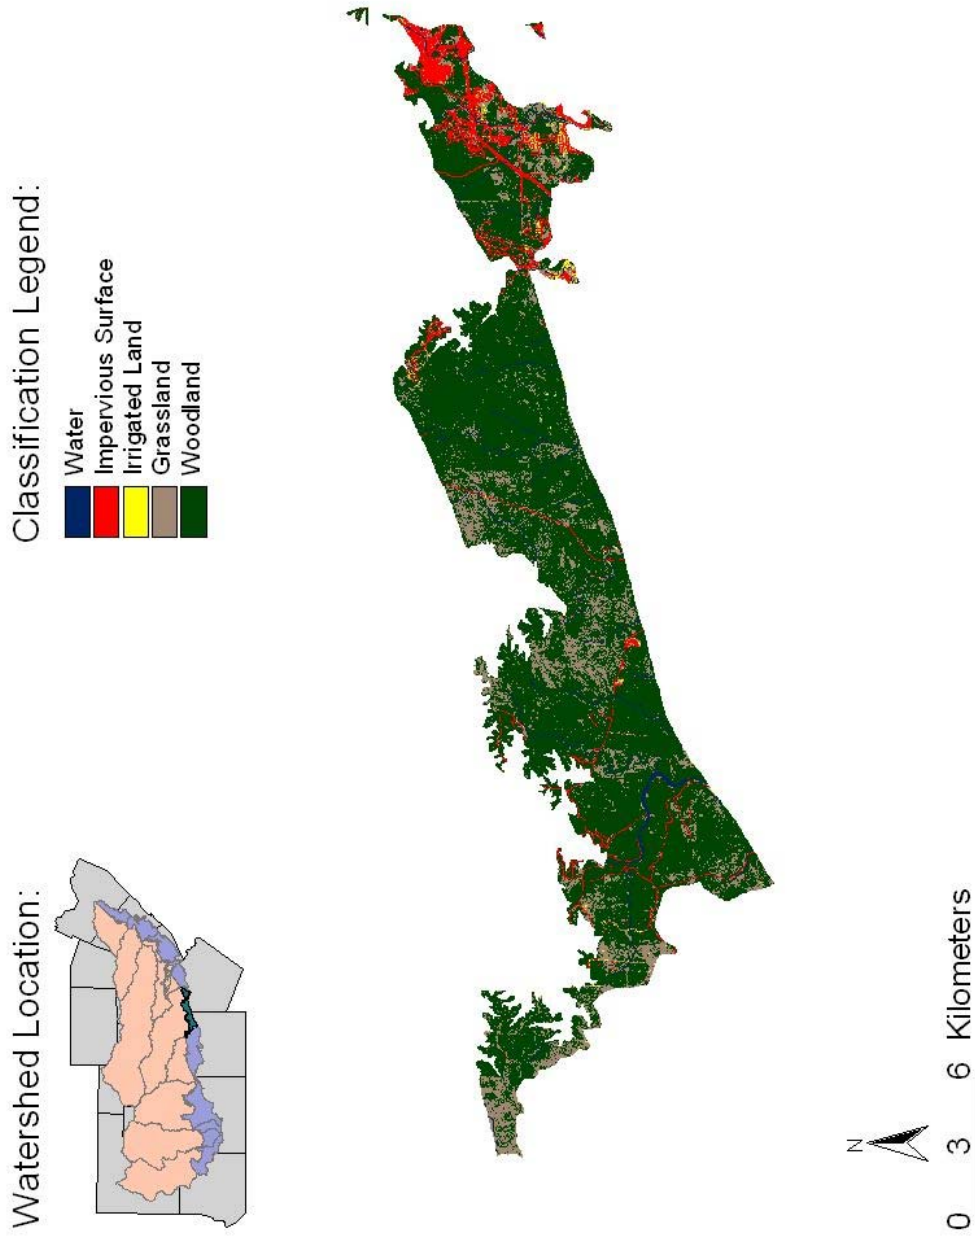 Watershed Location:
Classification Legend:
Water
Impervious Surface
Irrigated Land
Grassland
Woodland
N
0 3 6 Kilometers